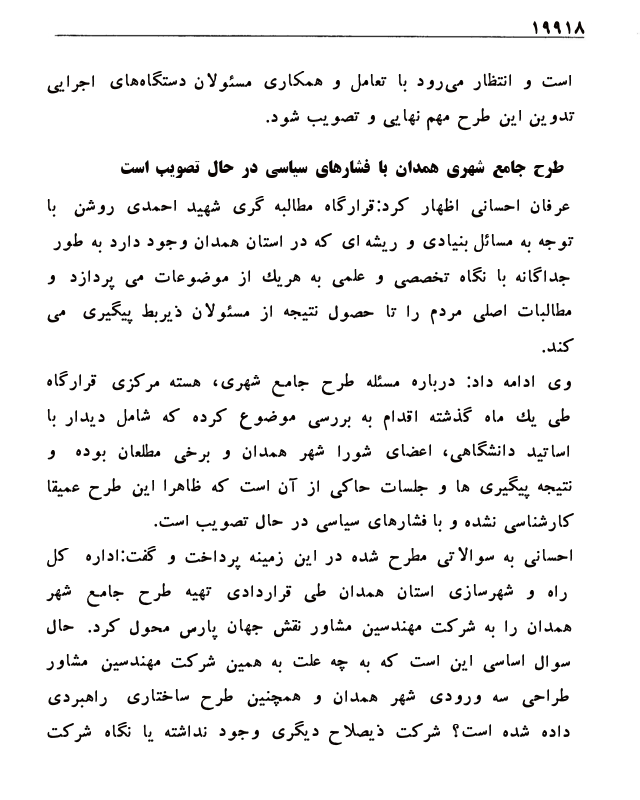 ۱۹۹۱۸
است و انتظار می‌رود با تعامل و همکاری مسئولان دستگاه‌های اجرایی
تدوین این طرح مهم نهایی و تصویب شود.
طرح جامع شهری همدان با فشارهای سیاسی در حال تصویب است
عرفان احسانی اظهار کرد:قرارگاه مطالبه گری شهید احمدی روشن با
توجه به مسائل بنیادی و ریشه ای که در استان همدان وجود دارد به طور
جداگانه با نگاه تخصصی و علمی به هریك از موضوعات می پردازد و
مطالبات اصلی مردم را تا حصول نتیجه از مسئولان ذیربط پیگیری می
کند.
وی ادامه داد: درباره مسئله طرح جامع شهری، هسته مرکزی قرارگاه
طی یك ماه گذشته اقدام به بررسی موضوع کرده که شامل دیدار با
اساتید دانشگاهی، اعضای شورا شهر همدان و برخی مطلعان بوده و
نتیجه پیگیری ها و جلسات حاکی از آن است که ظاهرا این طرح عمیقا
کارشناسی نشده و با فشارهای سیاسی در حال تصویب است.
احسانی به سوالاتی مطرح شده در این زمینه پرداخت و گفت:اداره کل
راه و شهرسازی استان همدان طی قراردادی تهیه طرح جامع شهر
همدان را به شرکت مهندسین مشاور نقش جهان پارس محول کرد. حال
سوال اساسی این است که به چه علت به همین شرکت مهندسین مشاور
طراحی سه ورودی شهر همدان و همچنین طرح ساختاری راهبردی
داده شده است؟ شرکت ذیصلاح دیگری وجود نداشته یا نگاه شرکت